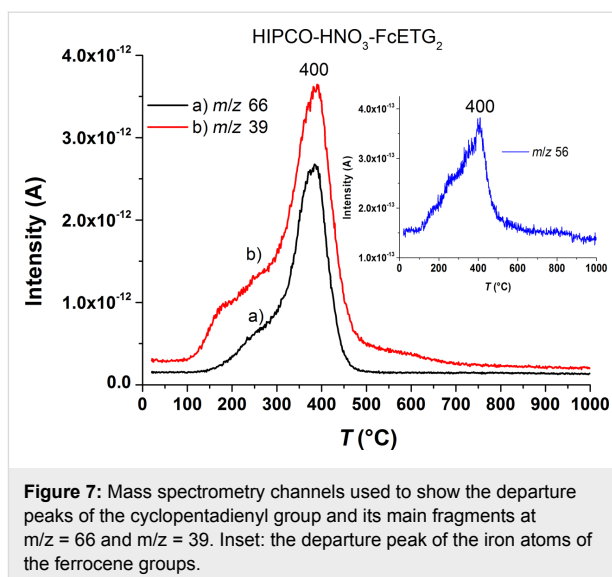 HIPCO-HNO₃-FcETG₂
4.0x10⁻¹²
3.0x10⁻¹²
2.0x10⁻¹²
1.0x10⁻¹²
0.0
Intensity (A)
400
a) m/z 66
b) m/z 39
b)
a)
0 100 200 300 400 500 600 700 800 900 1000
T (°C)
4.0x10⁻¹³
3.0x10⁻¹³
2.0x10⁻¹³
1.0x10⁻¹³
Intensity (A)
400
m/z 56
0 200 400 600 800 1000
T (°C)
Figure 7: Mass spectrometry channels used to show the departure
peaks of the cyclopentadienyl group and its main fragments at
m/z = 66 and m/z = 39. Inset: the departure peak of the iron atoms of
the ferrocene groups.